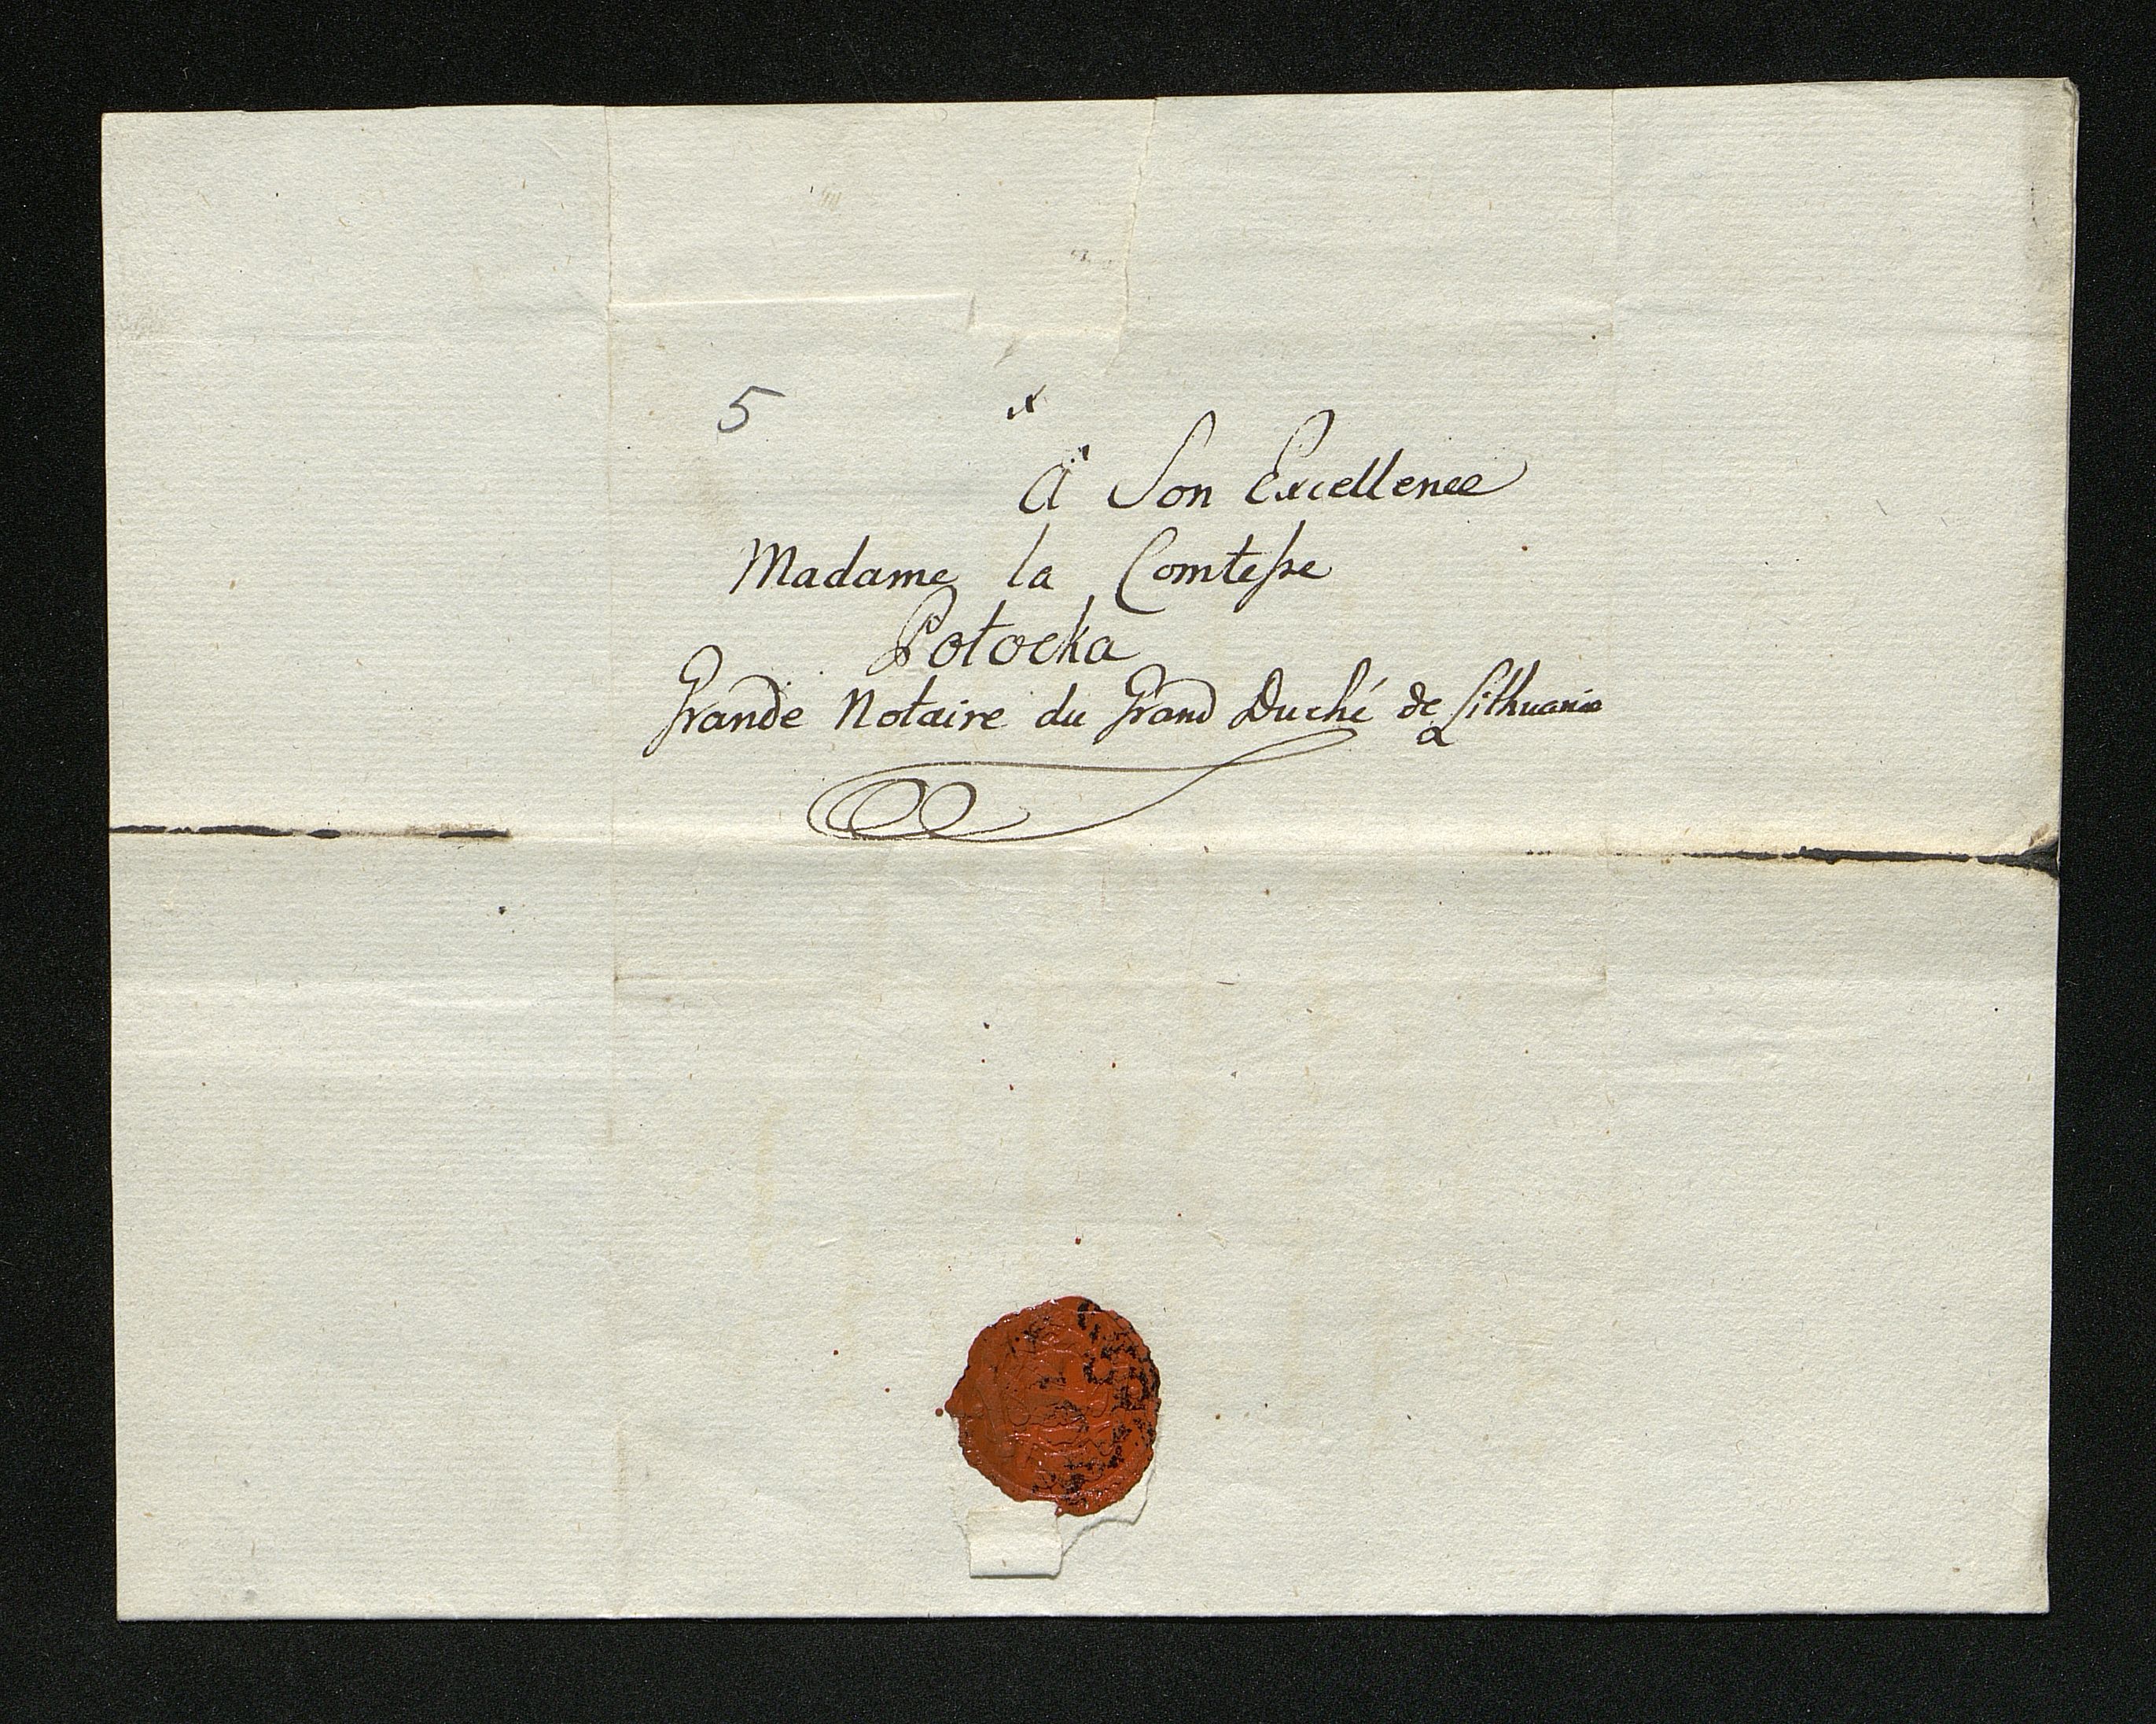 5
A Son Excellence
Madame la Comtesse
Potocka
Grande Notaire du Grand Duché de Lithuanie
a